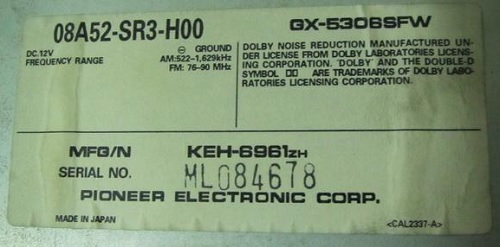 08A52-SR3-H00
GX-5306SFW
DC.12V
⊖ GROUND
FREQUENCY RANGE
AM:522-1,629kHz
FM: 76-90 MHz
DOLBY NOISE REDUCTION MANUFACTURED UN-
DER LICENSE FROM DOLBY LABORATORIES LICENS-
ING CORPORATION. 'DOLBY' AND THE DOUBLE-D
SYMBOL ARE TRADEMARKS OF DOLBY LABO-
RATORIES LICENSING CORPORATION.
MFG/N KEH-6961ZH
SERIAL NO. ML084678
PIONEER ELECTRONIC CORP.
MADE IN JAPAN
<CAL2337-A>